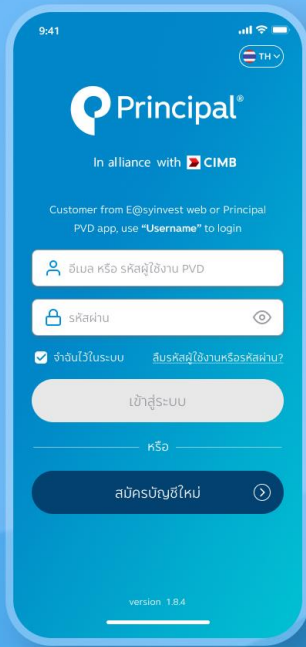 9:41
TH
Principal®
In alliance with CIMB
Customer from E@syinvest web or Principal
PVD app, use “Username” to login
อีเมล หรือ รหัสผู้ใช้งาน PVD
รหัสผ่าน
จำฉันไว้ในระบบ ลืมรหัสผู้ใช้งานหรือรหัสผ่าน?
เข้าสู่ระบบ
หรือ
สมัครบัญชีใหม่
version 1.8.4